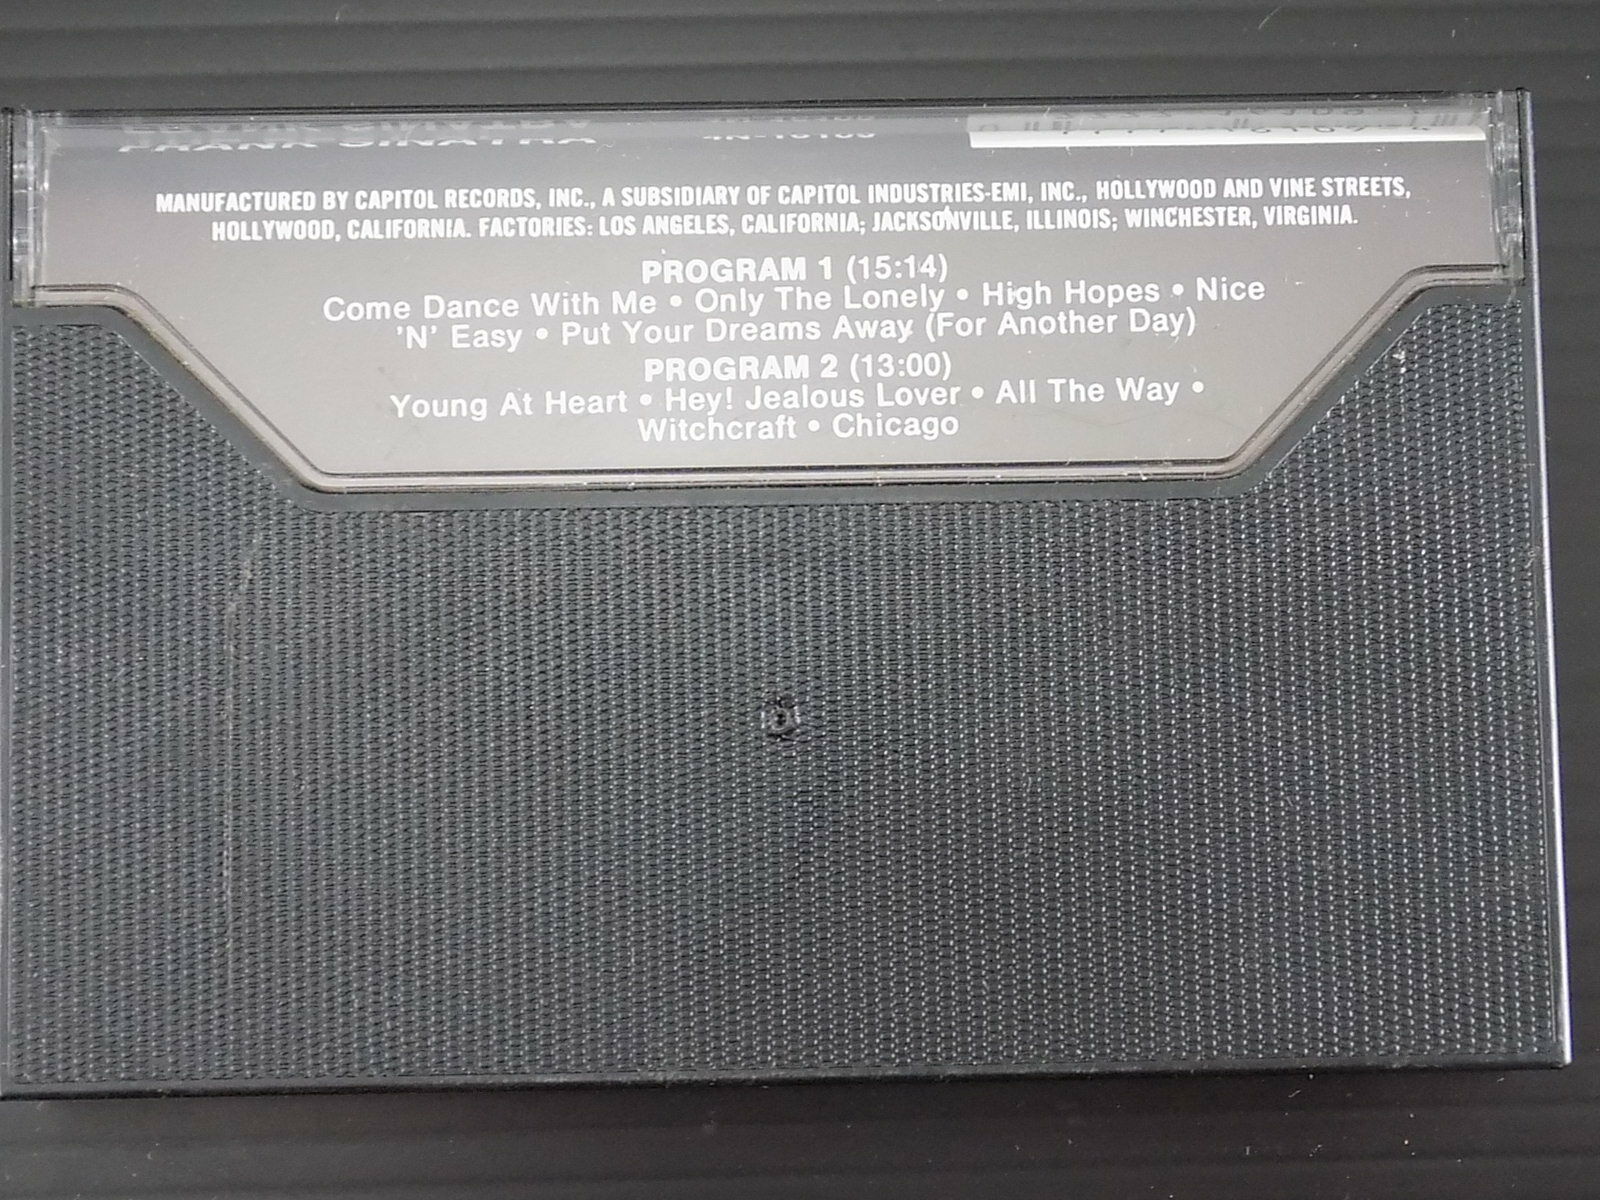 FRANK SINATRA
MANUFACTURED BY CAPITOL RECORDS, INC., A SUBSIDIARY OF CAPITOL INDUSTRIES-EMI, INC., HOLLYWOOD AND VINE STREETS,
HOLLYWOOD, CALIFORNIA. FACTORIES: LOS ANGELES, CALIFORNIA; JACKSONVILLE, ILLINOIS; WINCHESTER, VIRGINIA.
PROGRAM 1 (15:14)
Come Dance With Me • Only The Lonely • High Hopes • Nice
'N' Easy • Put Your Dreams Away (For Another Day)
PROGRAM 2 (13:00)
Young At Heart • Hey! Jealous Lover • All The Way •
Witchcraft • Chicago